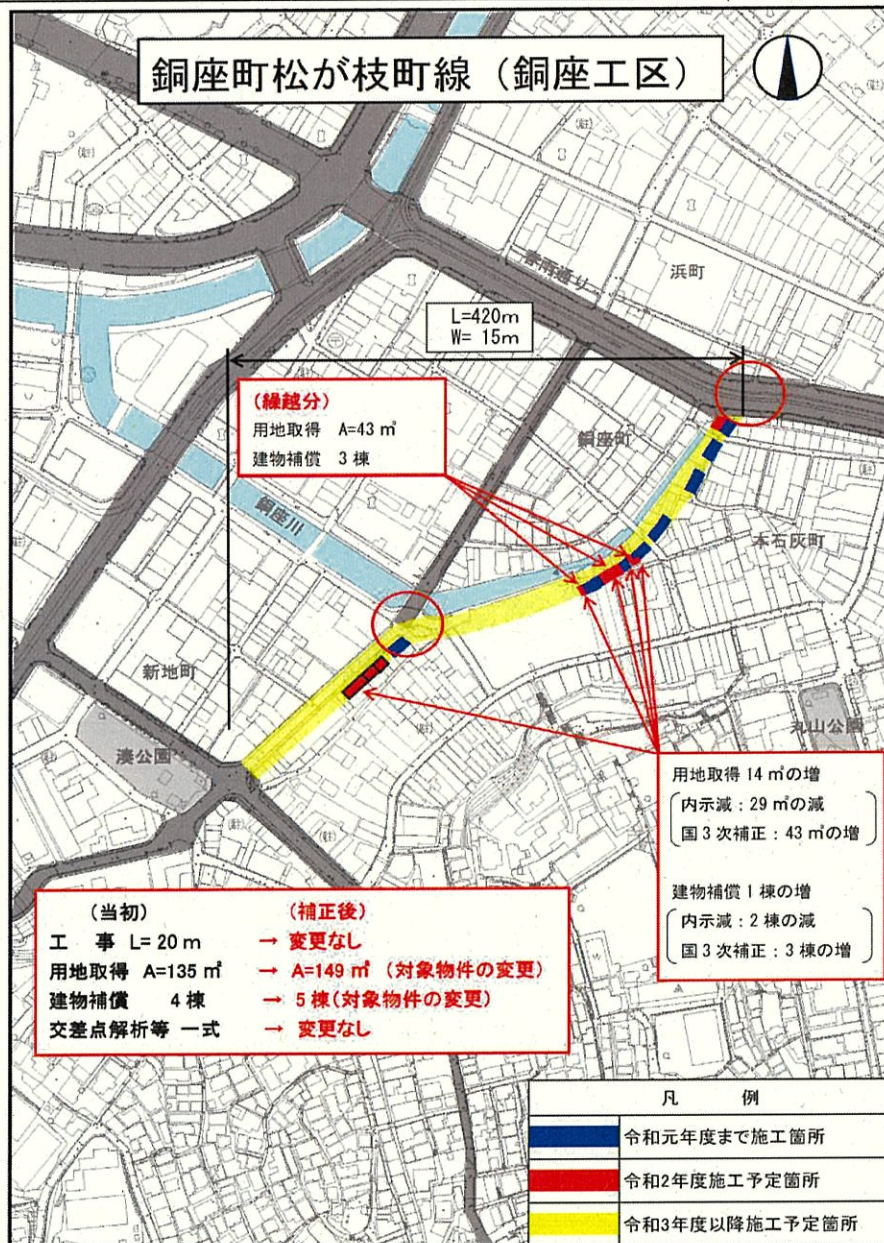 銅座町松が枝町線（銅座工区）
春雨通り
浜町
L=420m
W= 15m
(繰越分)
用地取得 A=43 ㎡
建物補償 3 棟
銅座町
銅座川
本石灰町
新地町
湊公園
丸山公園
用地取得 14 ㎡の増
内示減：29 ㎡の減
国３次補正：43 ㎡の増
建物補償 1 棟の増
内示減：2 棟の減
国３次補正：3 棟の増
(当初) (補正後)
工 事 L= 20 m → 変更なし
用地取得 A=135 ㎡ → A=149 ㎡ (対象物件の変更)
建物補償 4 棟 → 5 棟(対象物件の変更)
交差点解析等 一式 → 変更なし
凡 例
令和元年度まで施工箇所
令和2年度施工予定箇所
令和3年度以降施工予定箇所